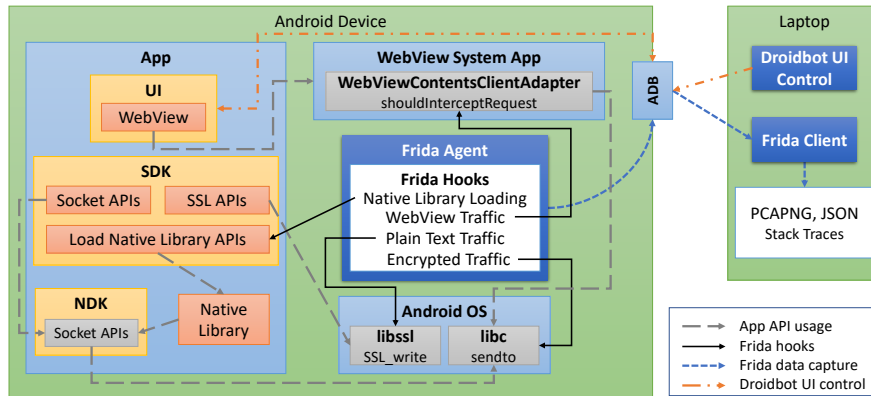 Android Device
Laptop
App
UI
WebView
SDK
Socket APIs
SSL APIs
Load Native Library APIs
NDK
Socket APIs
Native
Library
WebView System App
WebViewContentsClientAdapter
shouldInterceptRequest
Frida Agent
Frida Hooks
Native Library Loading
WebView Traffic
Plain Text Traffic
Encrypted Traffic
Android OS
libssl
SSL_write
libc
sendto
ADB
Droidbot UI
Control
Frida Client
PCAPNG, JSON
Stack Traces
App API usage
Frida hooks
Frida data capture
Droidbot UI control